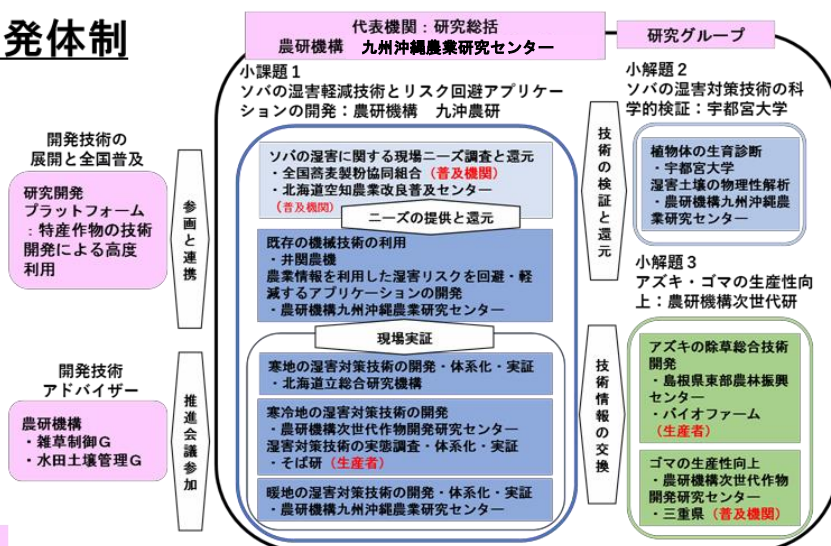 発体制
代表機関：研究総括
農研機構　九州沖縄農業研究センター
研究グループ
小課題１
ソバの湿害軽減技術とリスク回避アプリケー
ションの開発：農研機構　九沖農研
ソバの湿害に関する現場ニーズ調査と還元
・全国蕎麦製粉協同組合（普及機関）
・北海道空知農業改良普及センター
（普及機関）
ニーズの提供と還元
既存の機械技術の利用
・井関農機
農業情報を利用した湿害リスクを回避・軽
減するアプリケーションの開発
・農研機構九州沖縄農業研究センター
現場実証
寒地の湿害対策技術の開発・体系化・実証
・北海道立総合研究機構
寒冷地の湿害対策技術の開発
・農研機構次世代作物開発研究センター
湿害対策技術の実態調査・体系化・実証
・そば研（生産者）
暖地の湿害対策技術の開発・体系化・実証
・農研機構九州沖縄農業研究センター
開発技術の
展開と全国普及
研究開発
プラットフォーム
：特産作物の技術
開発による高度
利用
参画と連携
開発技術
アドバイザー
農研機構
・雑草制御G
・水田土壌管理G
推進会議参加
技術の検証と還元
技術情報の交換
小解題２
ソバの湿害対策技術の科
学的検証：宇都宮大学
植物体の生育診断
・宇都宮大学
湿害土壌の物理性解析
・農研機構九州沖縄農
業研究センター
小解題３
アズキ・ゴマの生産性向
上：農研機構次世代研
アズキの除草総合技術
開発
・島根県東部農林振興
センター
・バイオファーム
（生産者）
ゴマの生産性向上
・農研機構次世代作物
開発研究センター
・三重県（普及機関）